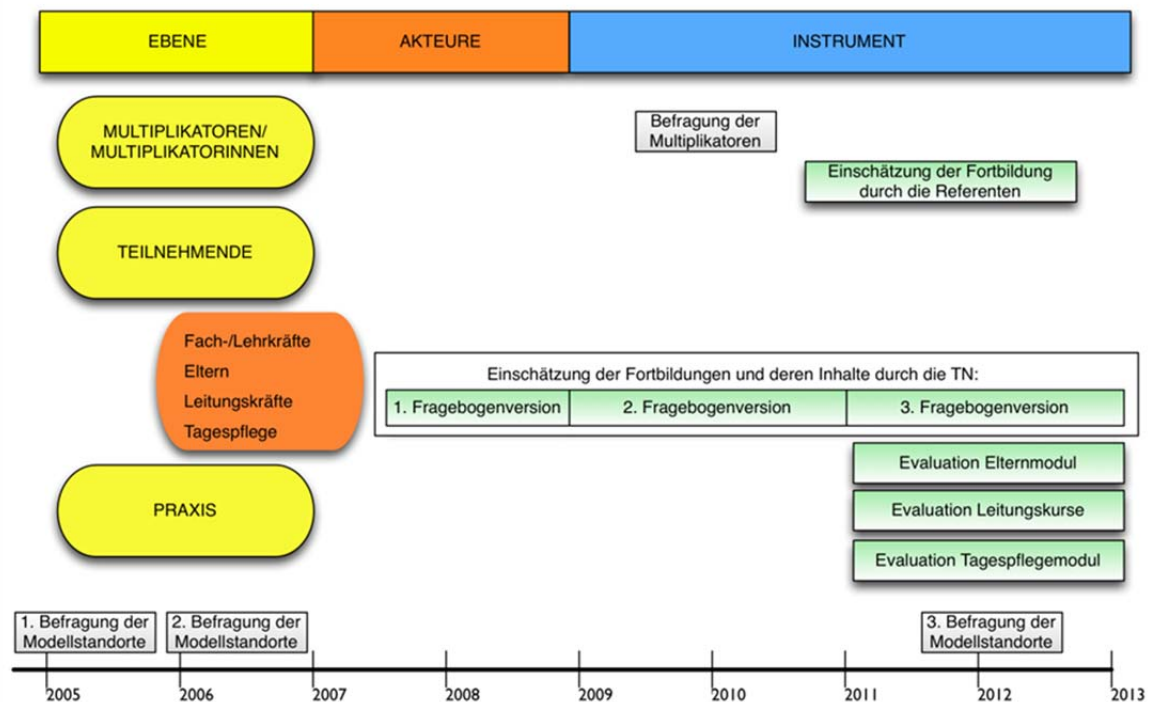 EBENE
AKTEURE
INSTRUMENT
MULTIPLIKATOREN/
MULTIPLIKATORINNEN
Befragung der
Multiplikatoren
Einschätzung der Fortbildung
durch die Referenten
TEILNEHMENDE
Fach-/Lehrkräfte
Eltern
Leitungskräfte
Tagespflege
Einschätzung der Fortbildungen und deren Inhalte durch die TN:
1. Fragebogenversion
2. Fragebogenversion
3. Fragebogenversion
Evaluation Elternmodul
Evaluation Leitungskurse
Evaluation Tagespflegemodul
PRAXIS
1. Befragung der
Modellstandorte
2. Befragung der
Modellstandorte
3. Befragung der
Modellstandorte
2005
2006
2007
2008
2009
2010
2011
2012
2013